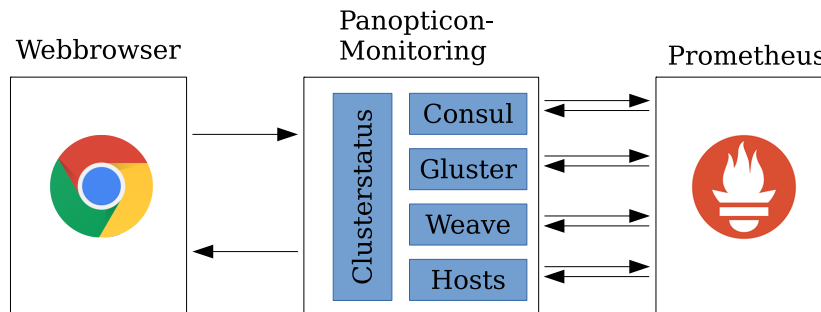 Webbrowser
Panopticon-
Monitoring
Prometheus
Clusterstatus
Consul
Gluster
Weave
Hosts